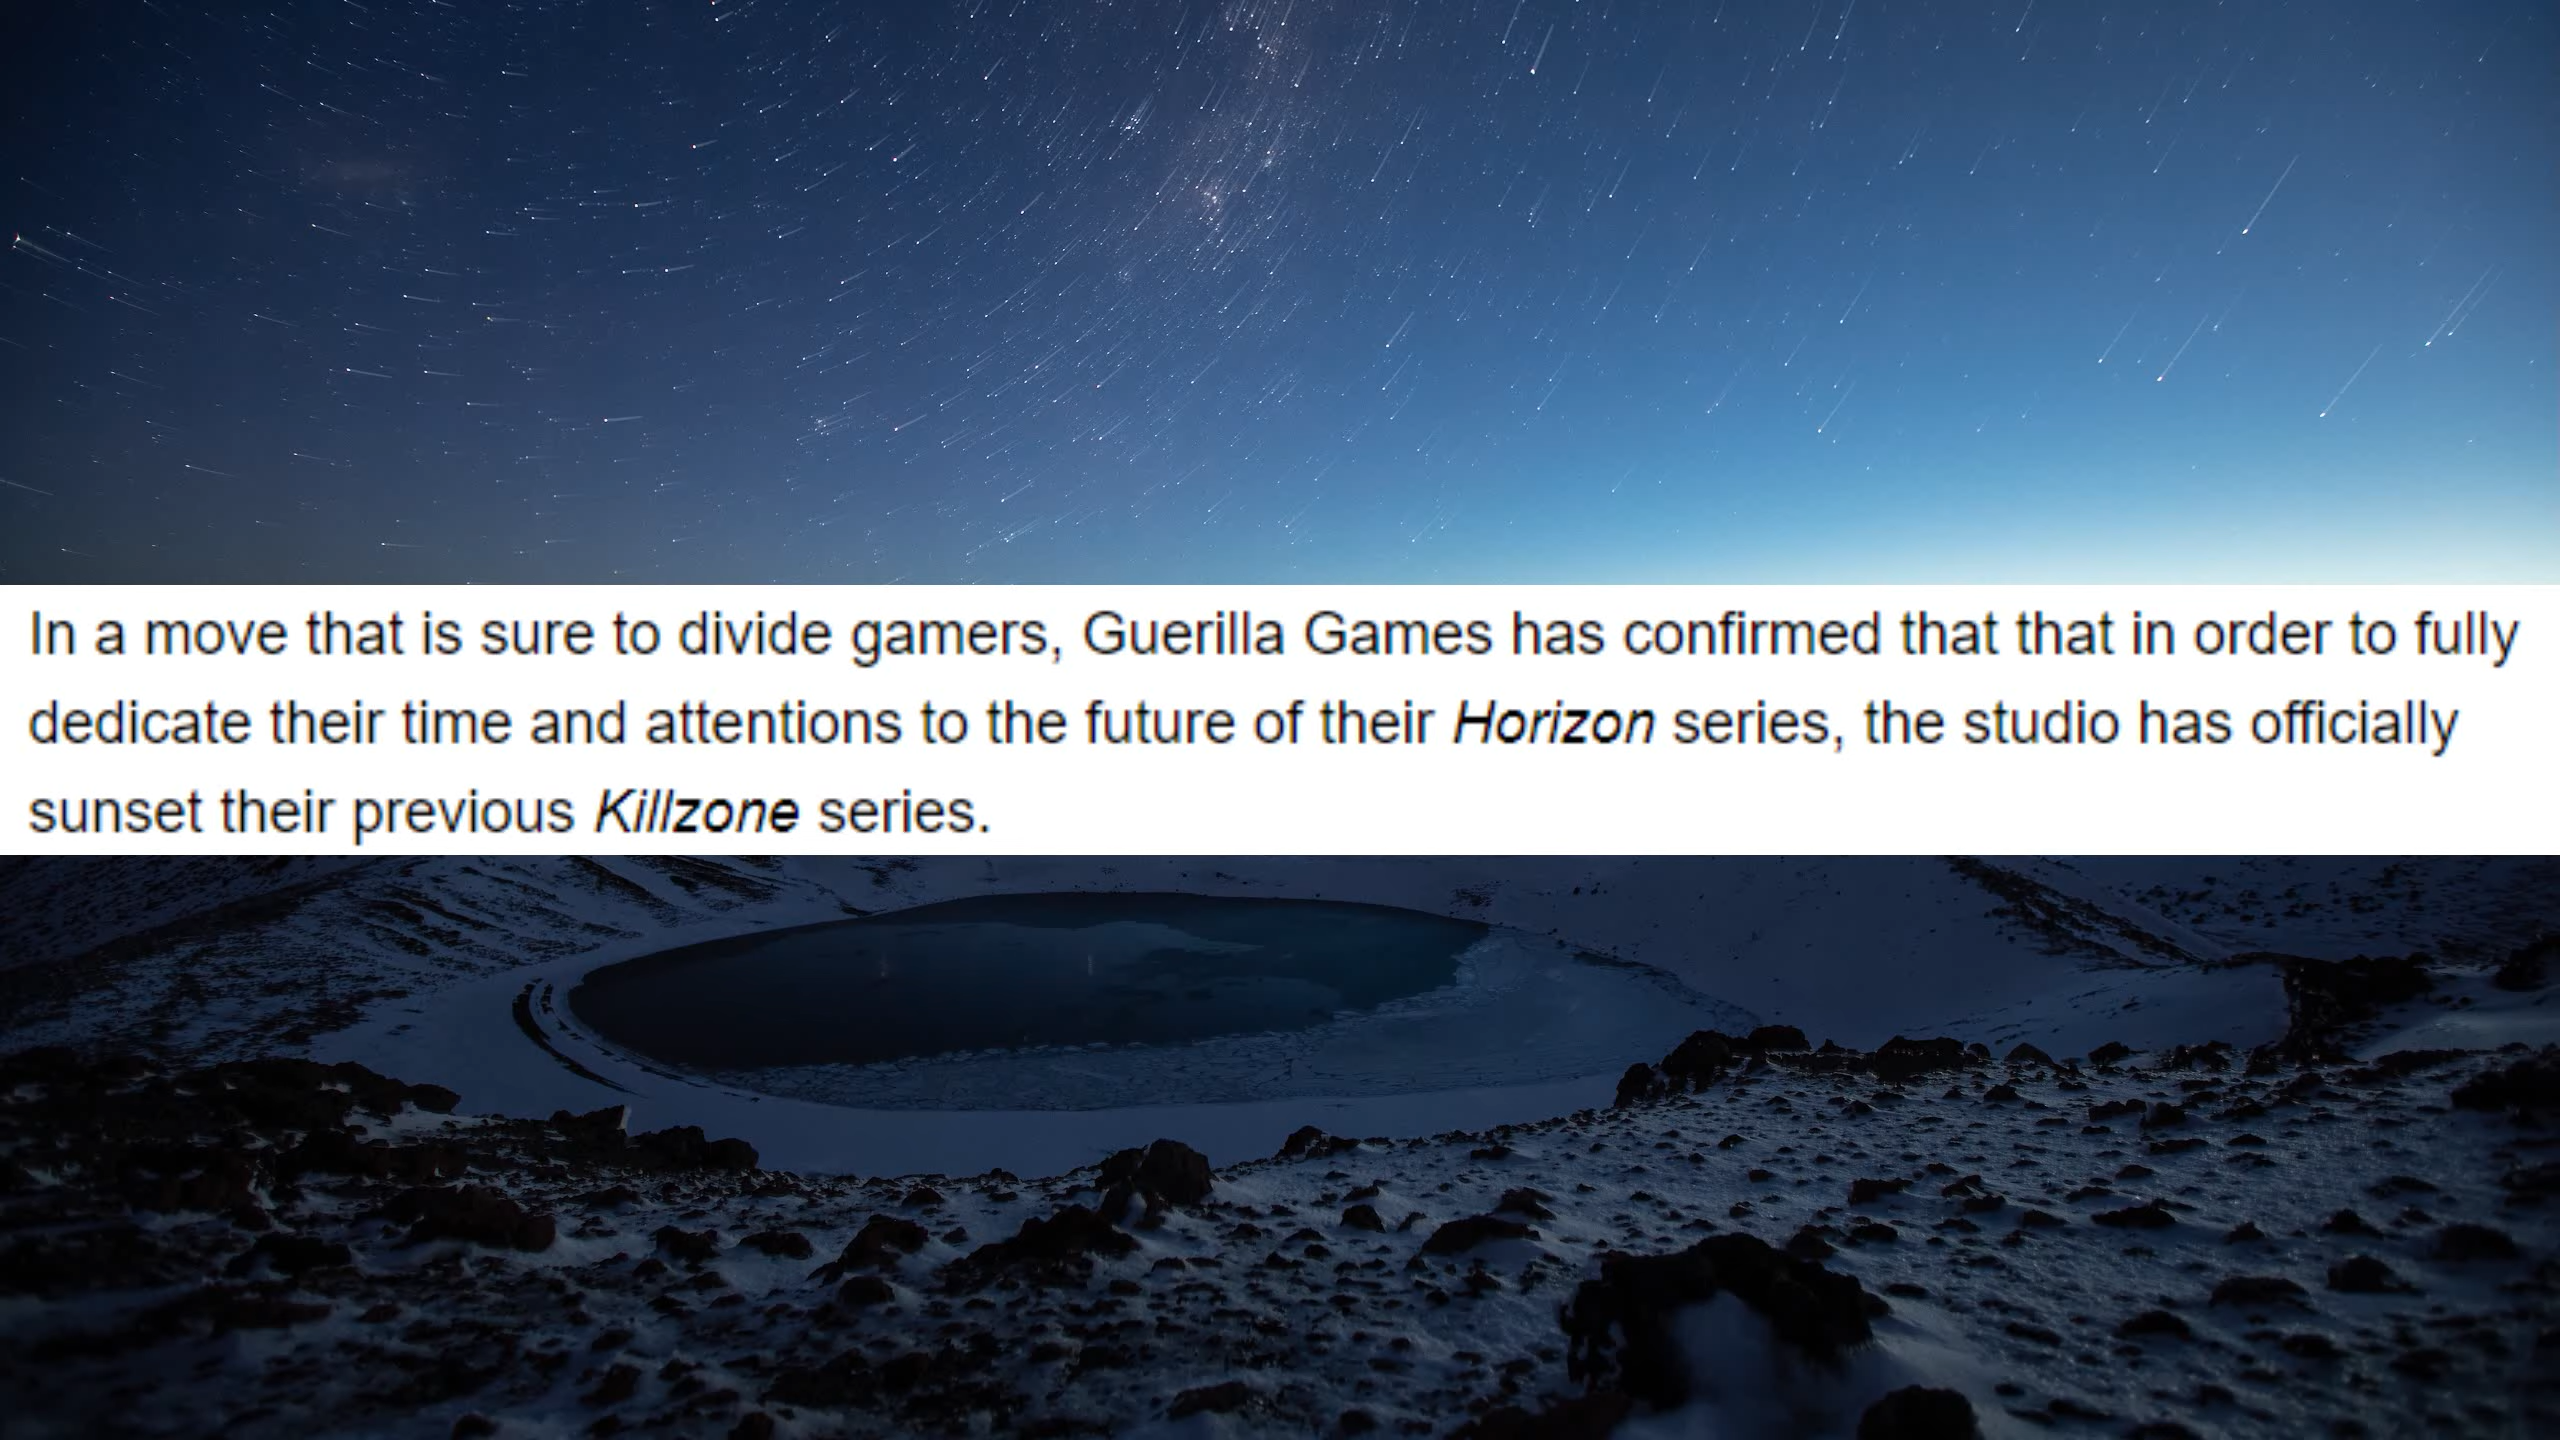 In a move that is sure to divide gamers, Guerilla Games has confirmed that that in order to fully
dedicate their time and attentions to the future of their Horizon series, the studio has officially
sunset their previous Killzone series.